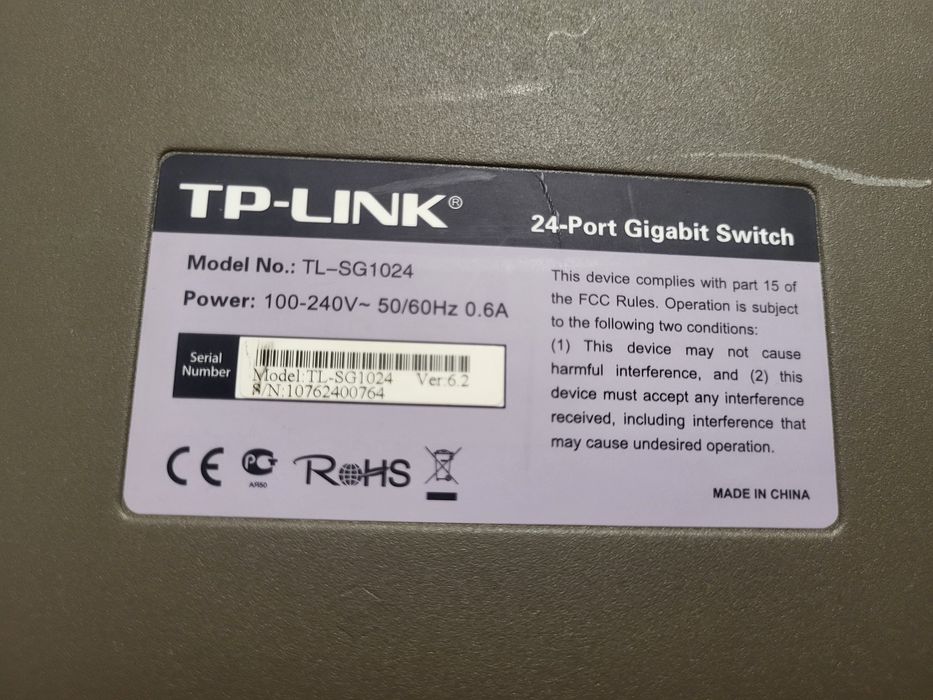 TP-LINK®
24-Port Gigabit Switch
Model No.: TL-SG1024
Power: 100-240V~ 50/60Hz 0.6A
Serial
Number
Model:TL-SG1024 Ver:6.2
S/N:10762400764
CE
РСТ
АЯ50
RoHS
This device complies with part 15 of
the FCC Rules. Operation is subject
to the following two conditions:
(1) This device may not cause
harmful interference, and (2) this
device must accept any interference
received, including interference that
may cause undesired operation.
MADE IN CHINA